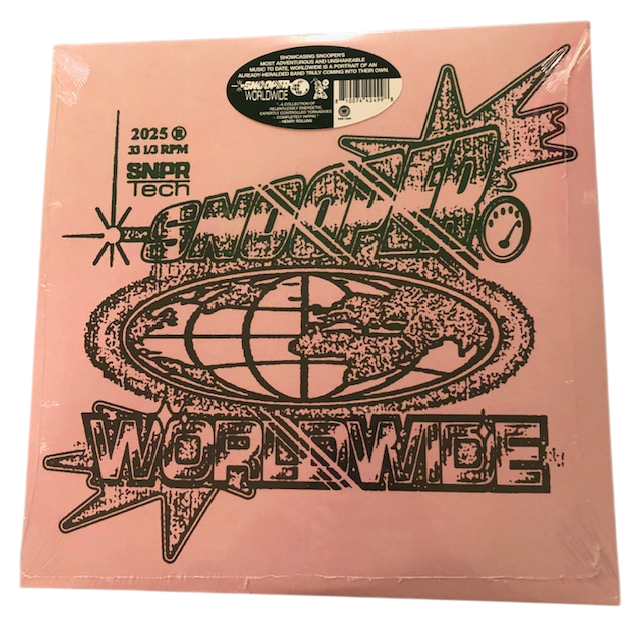 SHOWCASING SNOOPER'S
MOST ADVENTUROUS AND UNSHAKEABLE
MUSIC TO DATE, WORLDWIDE IS A PORTRAIT OF AN
ALREADY-HERALDED BAND TRULY COMING INTO THEIR OWN.
SNOOPER
WORLDWIDE
"...A COLLECTION OF
RELENTLESSLY ENERGETIC,
EXPERTLY CONTROLLED TORNADOES
... COMPLETELY RIPPIN'."
- HENRY ROLLINS
2025 ®
33 1/3 RPM
SNPR
Tech
SNOOPER
WORLDWIDE